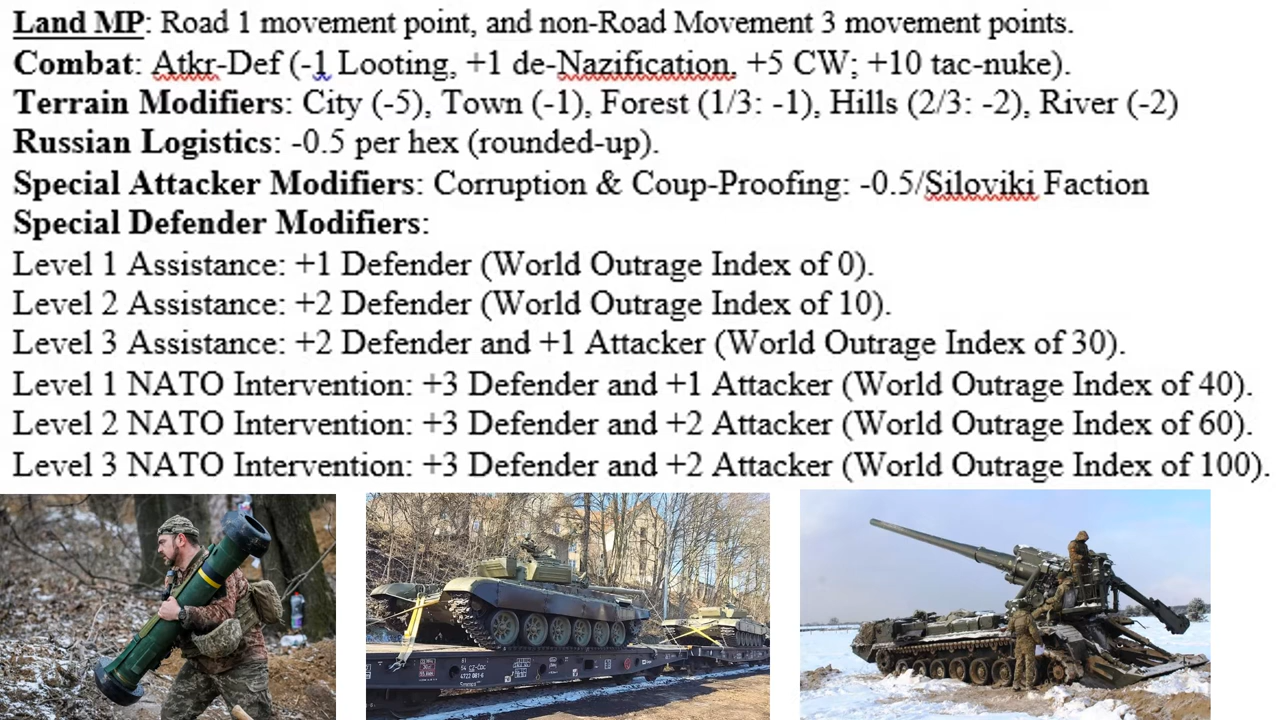 Land MP: Road 1 movement point, and non-Road Movement 3 movement points.
Combat: Atkr-Def (-1 Looting, +1 de-Nazification, +5 CW; +10 tac-nuke).
Terrain Modifiers: City (-5), Town (-1), Forest (1/3: -1), Hills (2/3: -2), River (-2)
Russian Logistics: -0.5 per hex (rounded-up).
Special Attacker Modifiers: Corruption & Coup-Proofing: -0.5/Siloviki Faction
Special Defender Modifiers:
Level 1 Assistance: +1 Defender (World Outrage Index of 0).
Level 2 Assistance: +2 Defender (World Outrage Index of 10).
Level 3 Assistance: +2 Defender and +1 Attacker (World Outrage Index of 30).
Level 1 NATO Intervention: +3 Defender and +1 Attacker (World Outrage Index of 40).
Level 2 NATO Intervention: +3 Defender and +2 Attacker (World Outrage Index of 60).
Level 3 NATO Intervention: +3 Defender and +2 Attacker (World Outrage Index of 100).